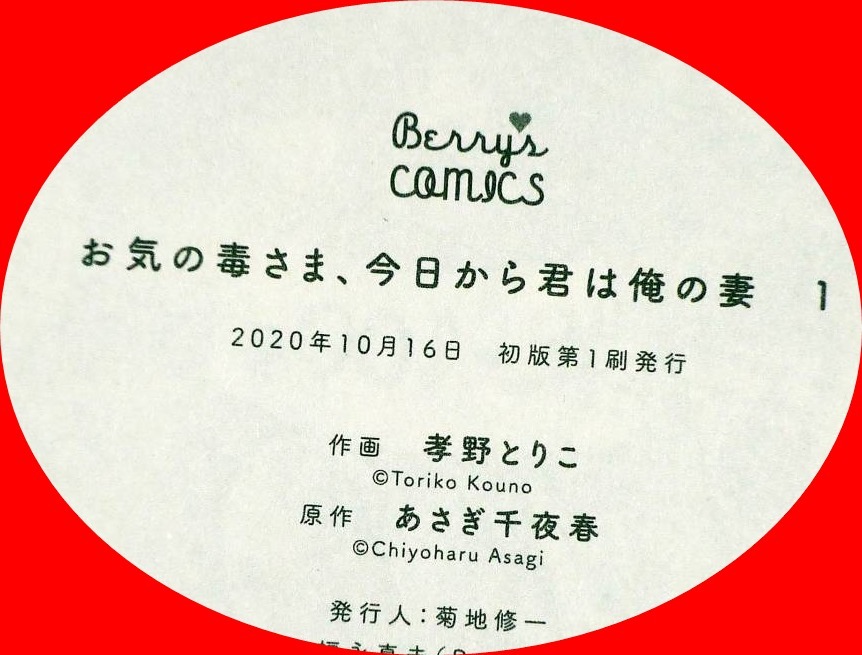 Berry's
COMICS
お気の毒さま、今日から君は俺の妻 1
2020年10月16日 初版第1刷発行
作画 孝野とりこ
©Toriko Kouno
原作 あさぎ千夜春
©Chiyoharu Asagi
発行人：菊地修一